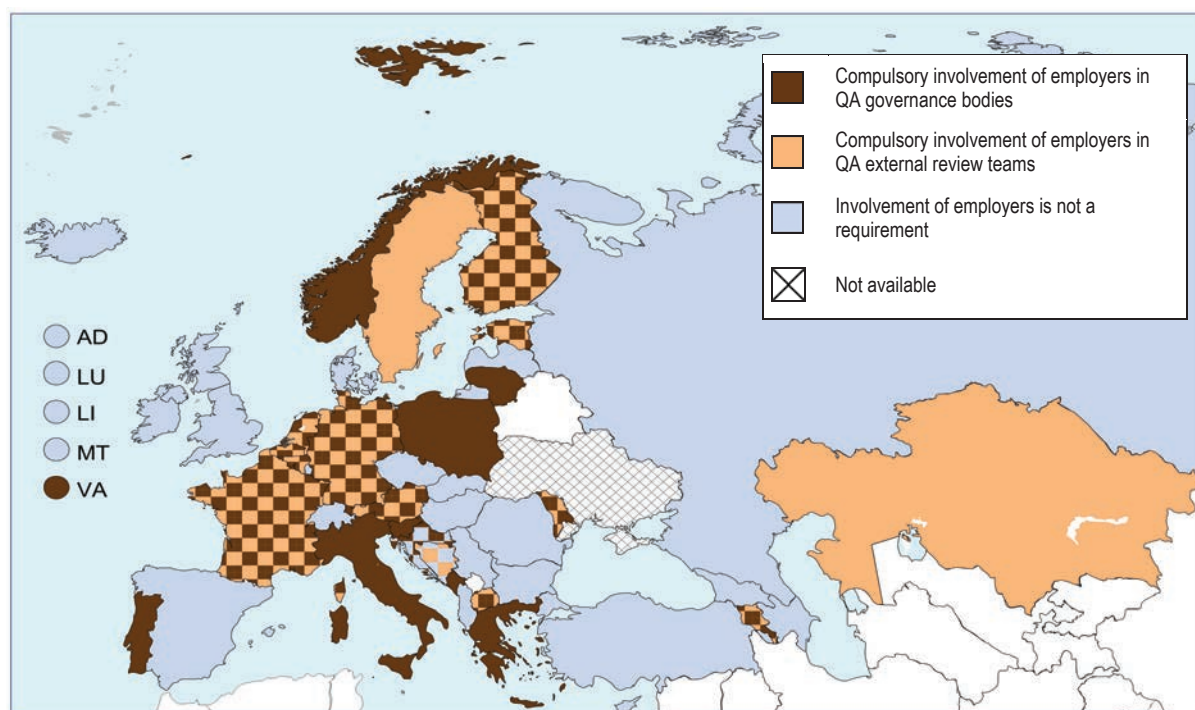 Compulsory involvement of employers in
QA governance bodies
Compulsory involvement of employers in
QA external review teams
Involvement of employers is not a
requirement
Not available
AD
LU
LI
MT
VA